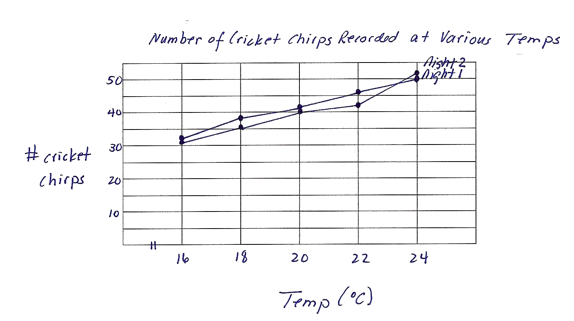 Number of Cricket Chirps Recorded at Various Temps
Night 2
Night 1
50
40
30
20
10
# cricket
chirps
16 18 20 22 24
Temp (°C)